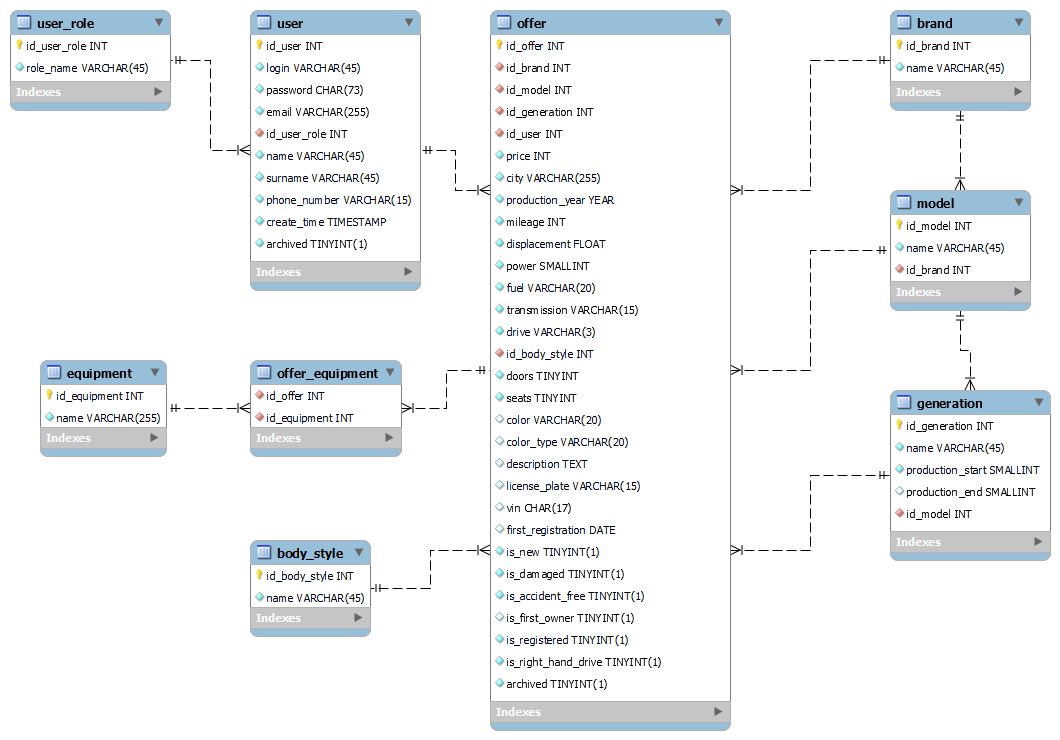 user_role
id_user_role INT
role_name VARCHAR(45)
Indexes
user
id_user INT
login VARCHAR(45)
password CHAR(73)
email VARCHAR(255)
id_user_role INT
name VARCHAR(45)
surname VARCHAR(45)
phone_number VARCHAR(15)
create_time TIMESTAMP
archived TINYINT(1)
Indexes
offer
id_offer INT
id_brand INT
id_model INT
id_generation INT
id_user INT
price INT
city VARCHAR(255)
production_year YEAR
mileage INT
displacement FLOAT
power SMALLINT
fuel VARCHAR(20)
transmission VARCHAR(15)
drive VARCHAR(3)
id_body_style INT
doors TINYINT
seats TINYINT
color VARCHAR(20)
color_type VARCHAR(20)
description TEXT
license_plate VARCHAR(15)
vin CHAR(17)
first_registration DATE
is_new TINYINT(1)
is_damaged TINYINT(1)
is_accident_free TINYINT(1)
is_first_owner TINYINT(1)
is_registered TINYINT(1)
is_right_hand_drive TINYINT(1)
archived TINYINT(1)
Indexes
brand
id_brand INT
name VARCHAR(45)
Indexes
model
id_model INT
name VARCHAR(45)
id_brand INT
Indexes
generation
id_generation INT
name VARCHAR(45)
production_start SMALLINT
production_end SMALLINT
id_model INT
Indexes
equipment
id_equipment INT
name VARCHAR(255)
Indexes
offer_equipment
id_offer INT
id_equipment INT
Indexes
body_style
id_body_style INT
name VARCHAR(45)
Indexes